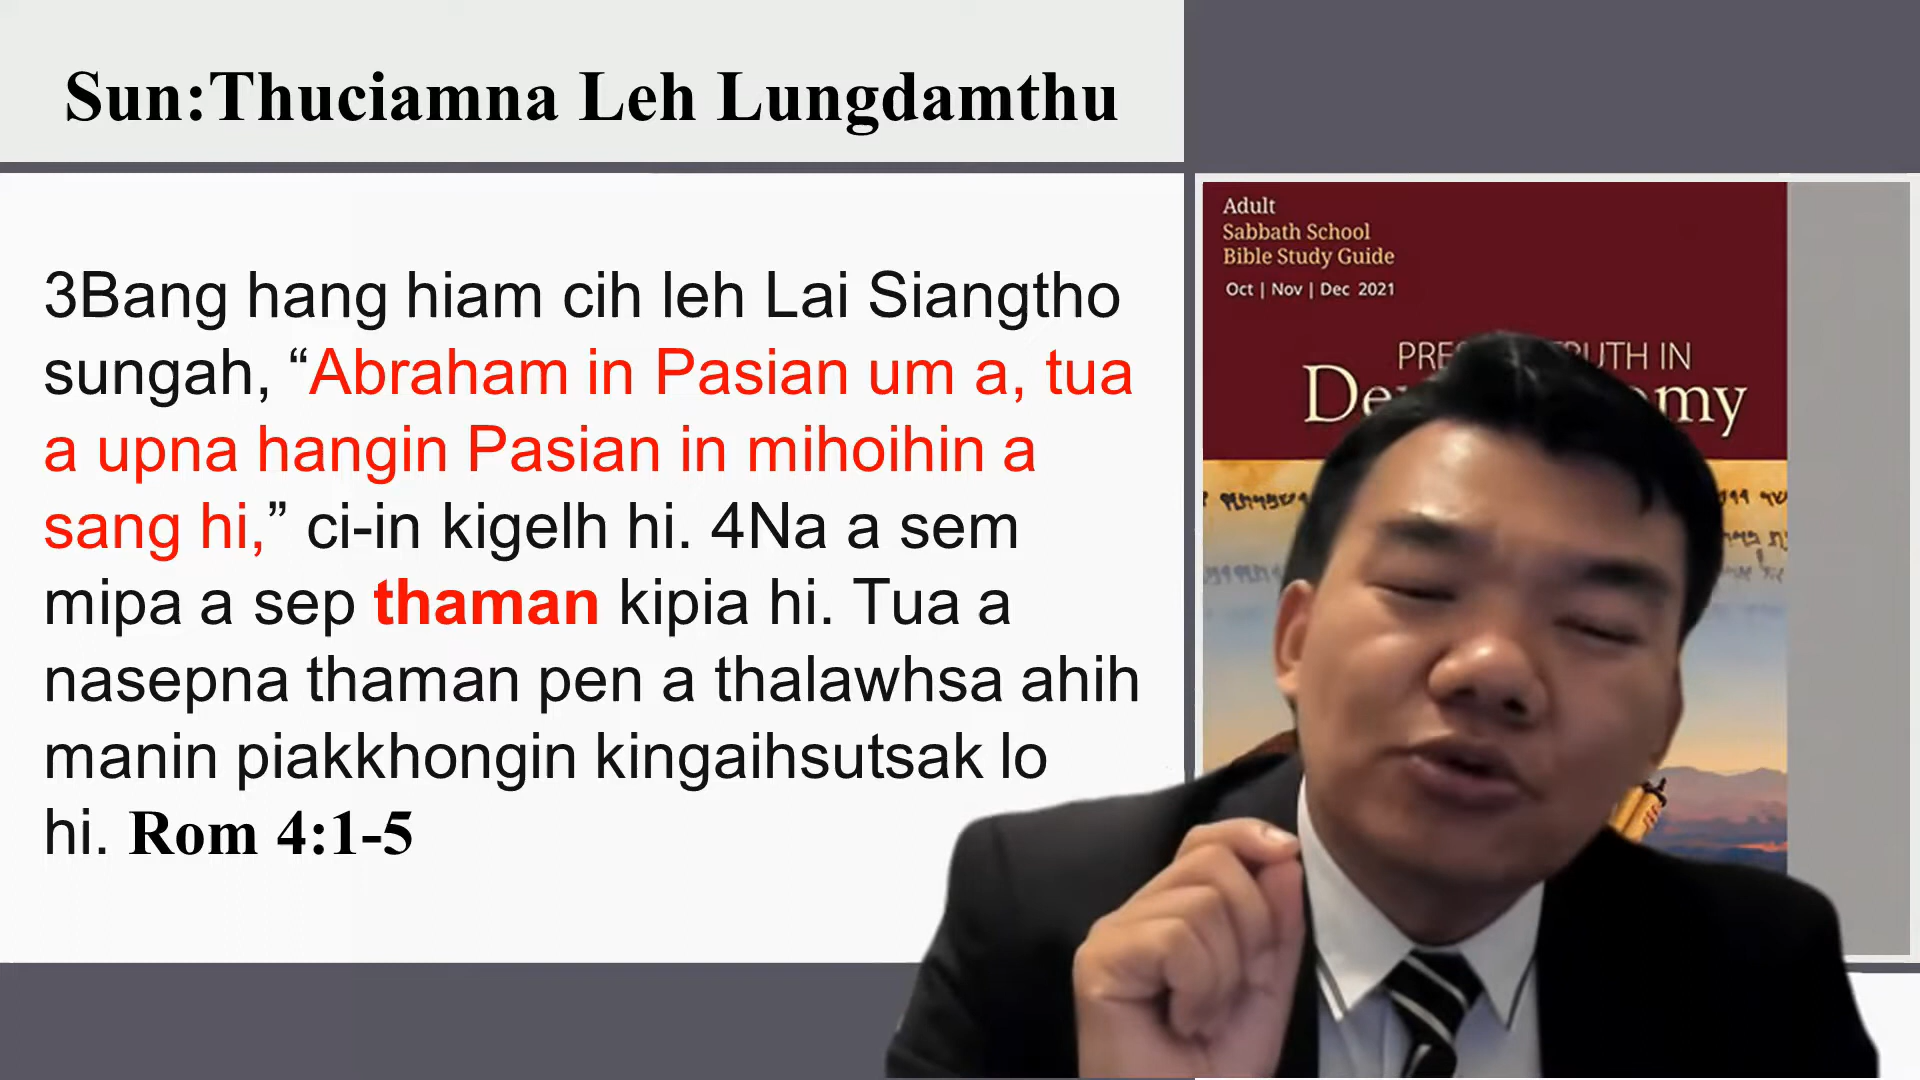 Sun:Thuciamna Leh Lungdamthu
3Bang hang hiam cih leh Lai Siangtho
sungah, “Abraham in Pasian um a, tua
a upna hangin Pasian in mihoihin a
sang hi,” ci-in kigelh hi. 4Na a sem
mipa a sep thaman kipia hi. Tua a
nasepna thaman pen a thalawhsa ahih
manin piakkhongin kingaihsutsak lo
hi. Rom 4:1-5
Adult
Sabbath School
Bible Study Guide
Oct | Nov | Dec 2021
IN